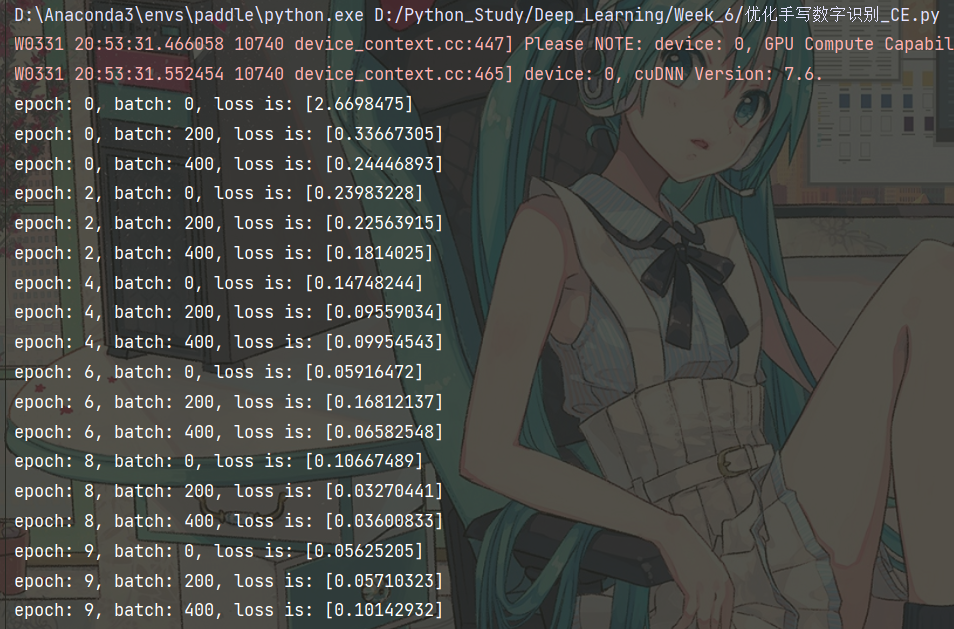 D:\Anaconda3\envs\paddle\python.exe D:/Python_Study/Deep_Learning/Week_6/优化手写数字识别_CE.py
W0331 20:53:31.466058 10740 device_context.cc:447] Please NOTE: device: 0, GPU Compute Capabil
W0331 20:53:31.552454 10740 device_context.cc:465] device: 0, cuDNN Version: 7.6.
epoch: 0, batch: 0, loss is: [2.6698475]
epoch: 0, batch: 200, loss is: [0.33667305]
epoch: 0, batch: 400, loss is: [0.24446893]
epoch: 2, batch: 0, loss is: [0.23983228]
epoch: 2, batch: 200, loss is: [0.22563915]
epoch: 2, batch: 400, loss is: [0.1814025]
epoch: 4, batch: 0, loss is: [0.14748244]
epoch: 4, batch: 200, loss is: [0.09559034]
epoch: 4, batch: 400, loss is: [0.09954543]
epoch: 6, batch: 0, loss is: [0.05916472]
epoch: 6, batch: 200, loss is: [0.16812137]
epoch: 6, batch: 400, loss is: [0.06582548]
epoch: 8, batch: 0, loss is: [0.10667489]
epoch: 8, batch: 200, loss is: [0.03270441]
epoch: 8, batch: 400, loss is: [0.03600833]
epoch: 9, batch: 0, loss is: [0.05625205]
epoch: 9, batch: 200, loss is: [0.05710323]
epoch: 9, batch: 400, loss is: [0.10142932]